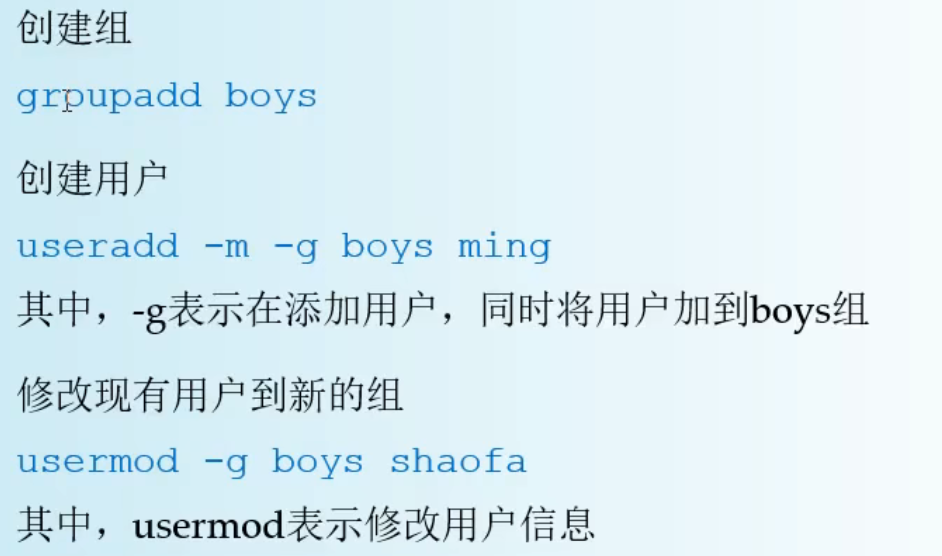 创建组
groupadd boys
创建用户
useradd -m -g boys ming
其中，-g表示在添加用户，同时将用户加到boys组
修改现有用户到新的组
usermod -g boys shaofa
其中，usermod表示修改用户信息